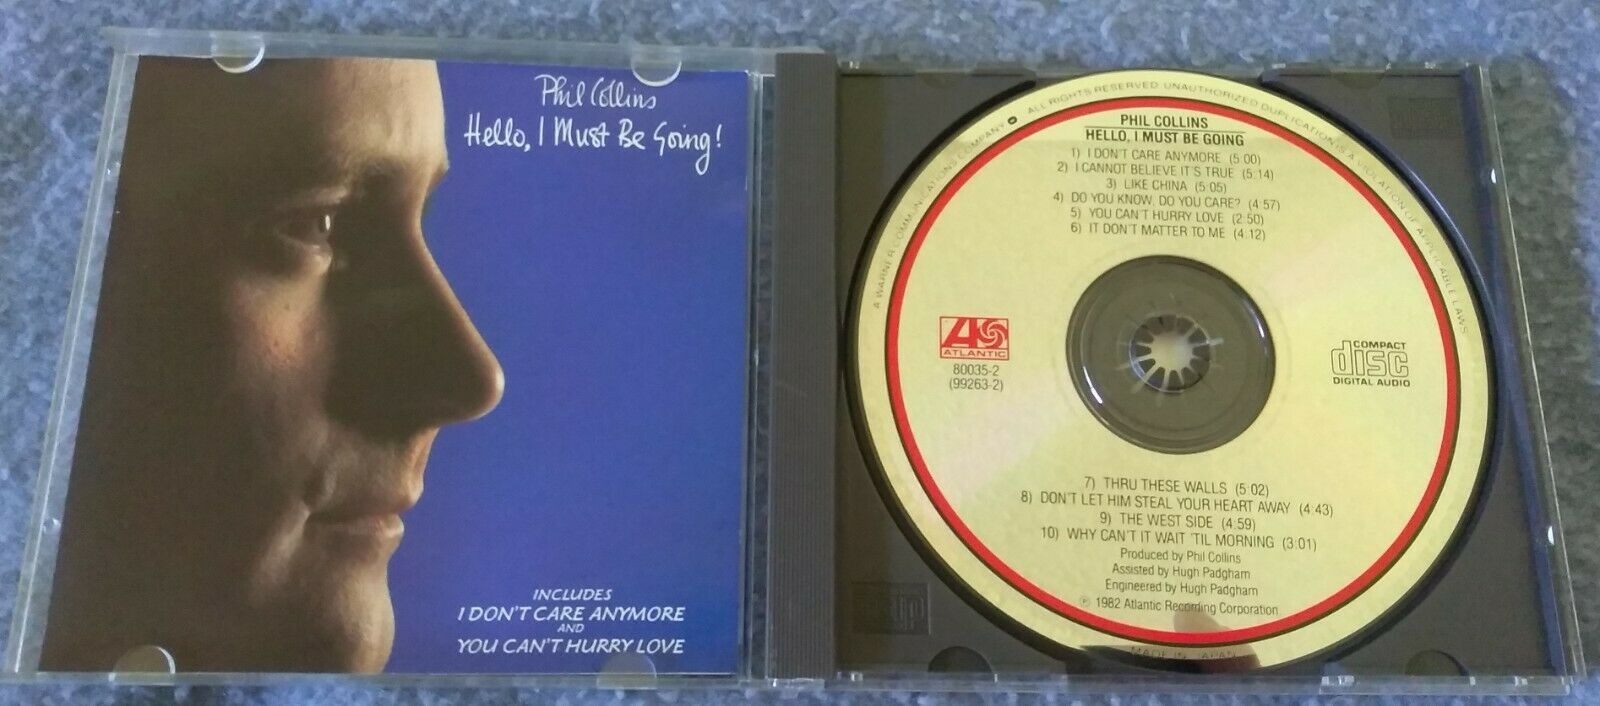 Phil Collins
Hello, I Must Be Going!
INCLUDES
I DON'T CARE ANYMORE
AND
YOU CAN'T HURRY LOVE
A WARNER COMMUNICATIONS COMPANY ALL RIGHTS RESERVED. UNAUTHORIZED DUPLICATION IS A VIOLATION OF APPLICABLE LAWS.
PHIL COLLINS
HELLO, I MUST BE GOING
1) I DON'T CARE ANYMORE (5:00)
2) I CANNOT BELIEVE IT'S TRUE (5:14)
3) LIKE CHINA (5:05)
4) DO YOU KNOW, DO YOU CARE? (4:57)
5) YOU CAN'T HURRY LOVE (2:50)
6) IT DON'T MATTER TO ME (4:12)
ATLANTIC
80035-2
(99263-2)
COMPACT
disc
DIGITAL AUDIO
7) THRU THESE WALLS (5:02)
8) DON'T LET HIM STEAL YOUR HEART AWAY (4:43)
9) THE WEST SIDE (4:59)
10) WHY CAN'T IT WAIT 'TIL MORNING (3:01)
Produced by Phil Collins
Assisted by Hugh Padgham
Engineered by Hugh Padgham
℗ 1982 Atlantic Recording Corporation
MADE IN JAPAN